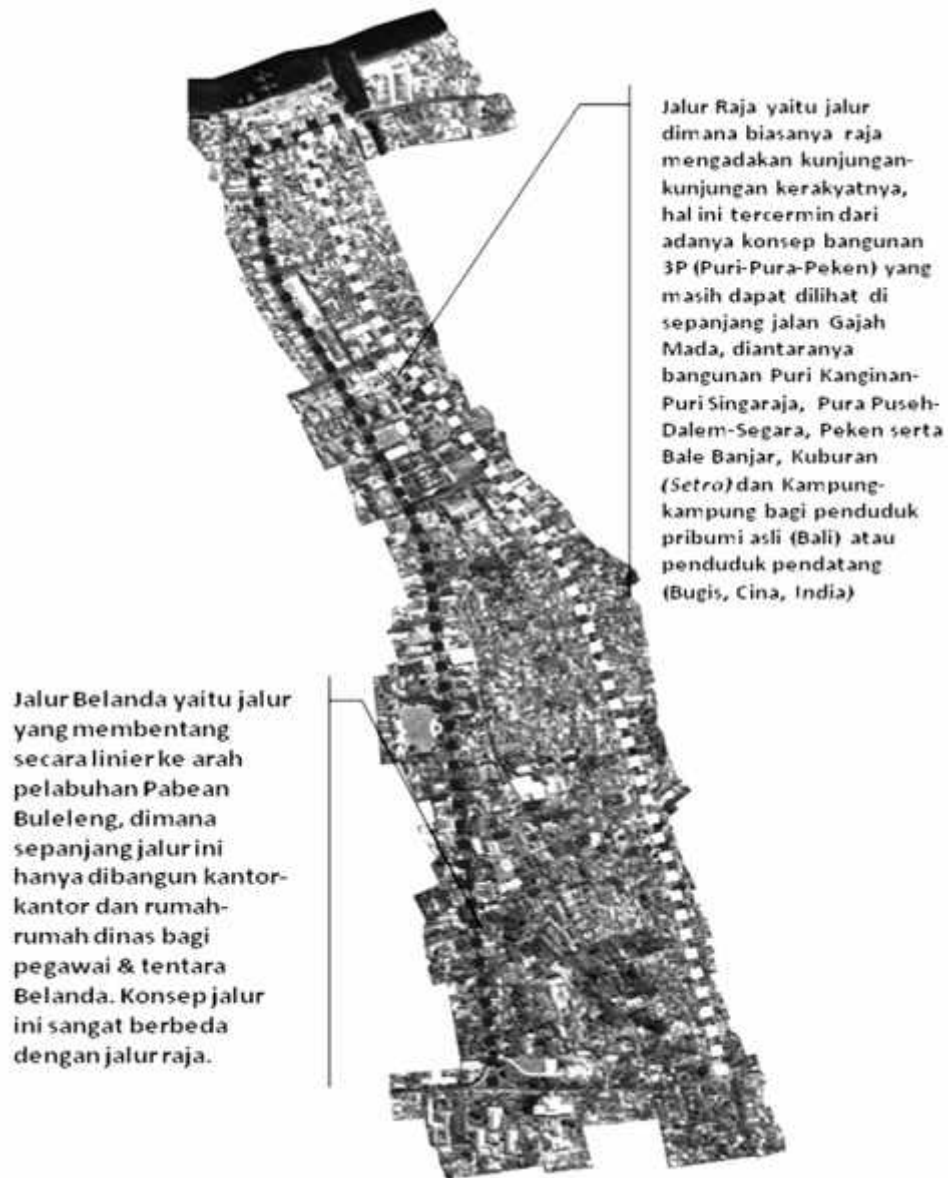 Jalur Raja yaitu jalur
dimana biasanya raja
mengadakan kunjungan-
kunjungan kerakyatnya,
hal ini tercermin dari
adanya konsep bangunan
3P (Puri-Pura-Peken) yang
masih dapat dilihat di
sepanjang jalan Gajah
Mada, diantaranya
bangunan Puri Kanginan-
Puri Singaraja, Pura Puseh-
Dalem-Segara, Peken serta
Bale Banjar, Kuburan
(Setra) dan Kampung-
kampung bagi penduduk
pribumi asli (Bali) atau
penduduk pendatang
(Bugis, Cina, India)
Jalur Belanda yaitu jalur
yang membentang
secara linier ke arah
pelabuhan Pabean
Buleleng, dimana
sepanjang jalur ini
hanya dibangun kantor-
kantor dan rumah-
rumah dinas bagi
pegawai & tentara
Belanda. Konsep jalur
ini sangat berbeda
dengan jalur raja.